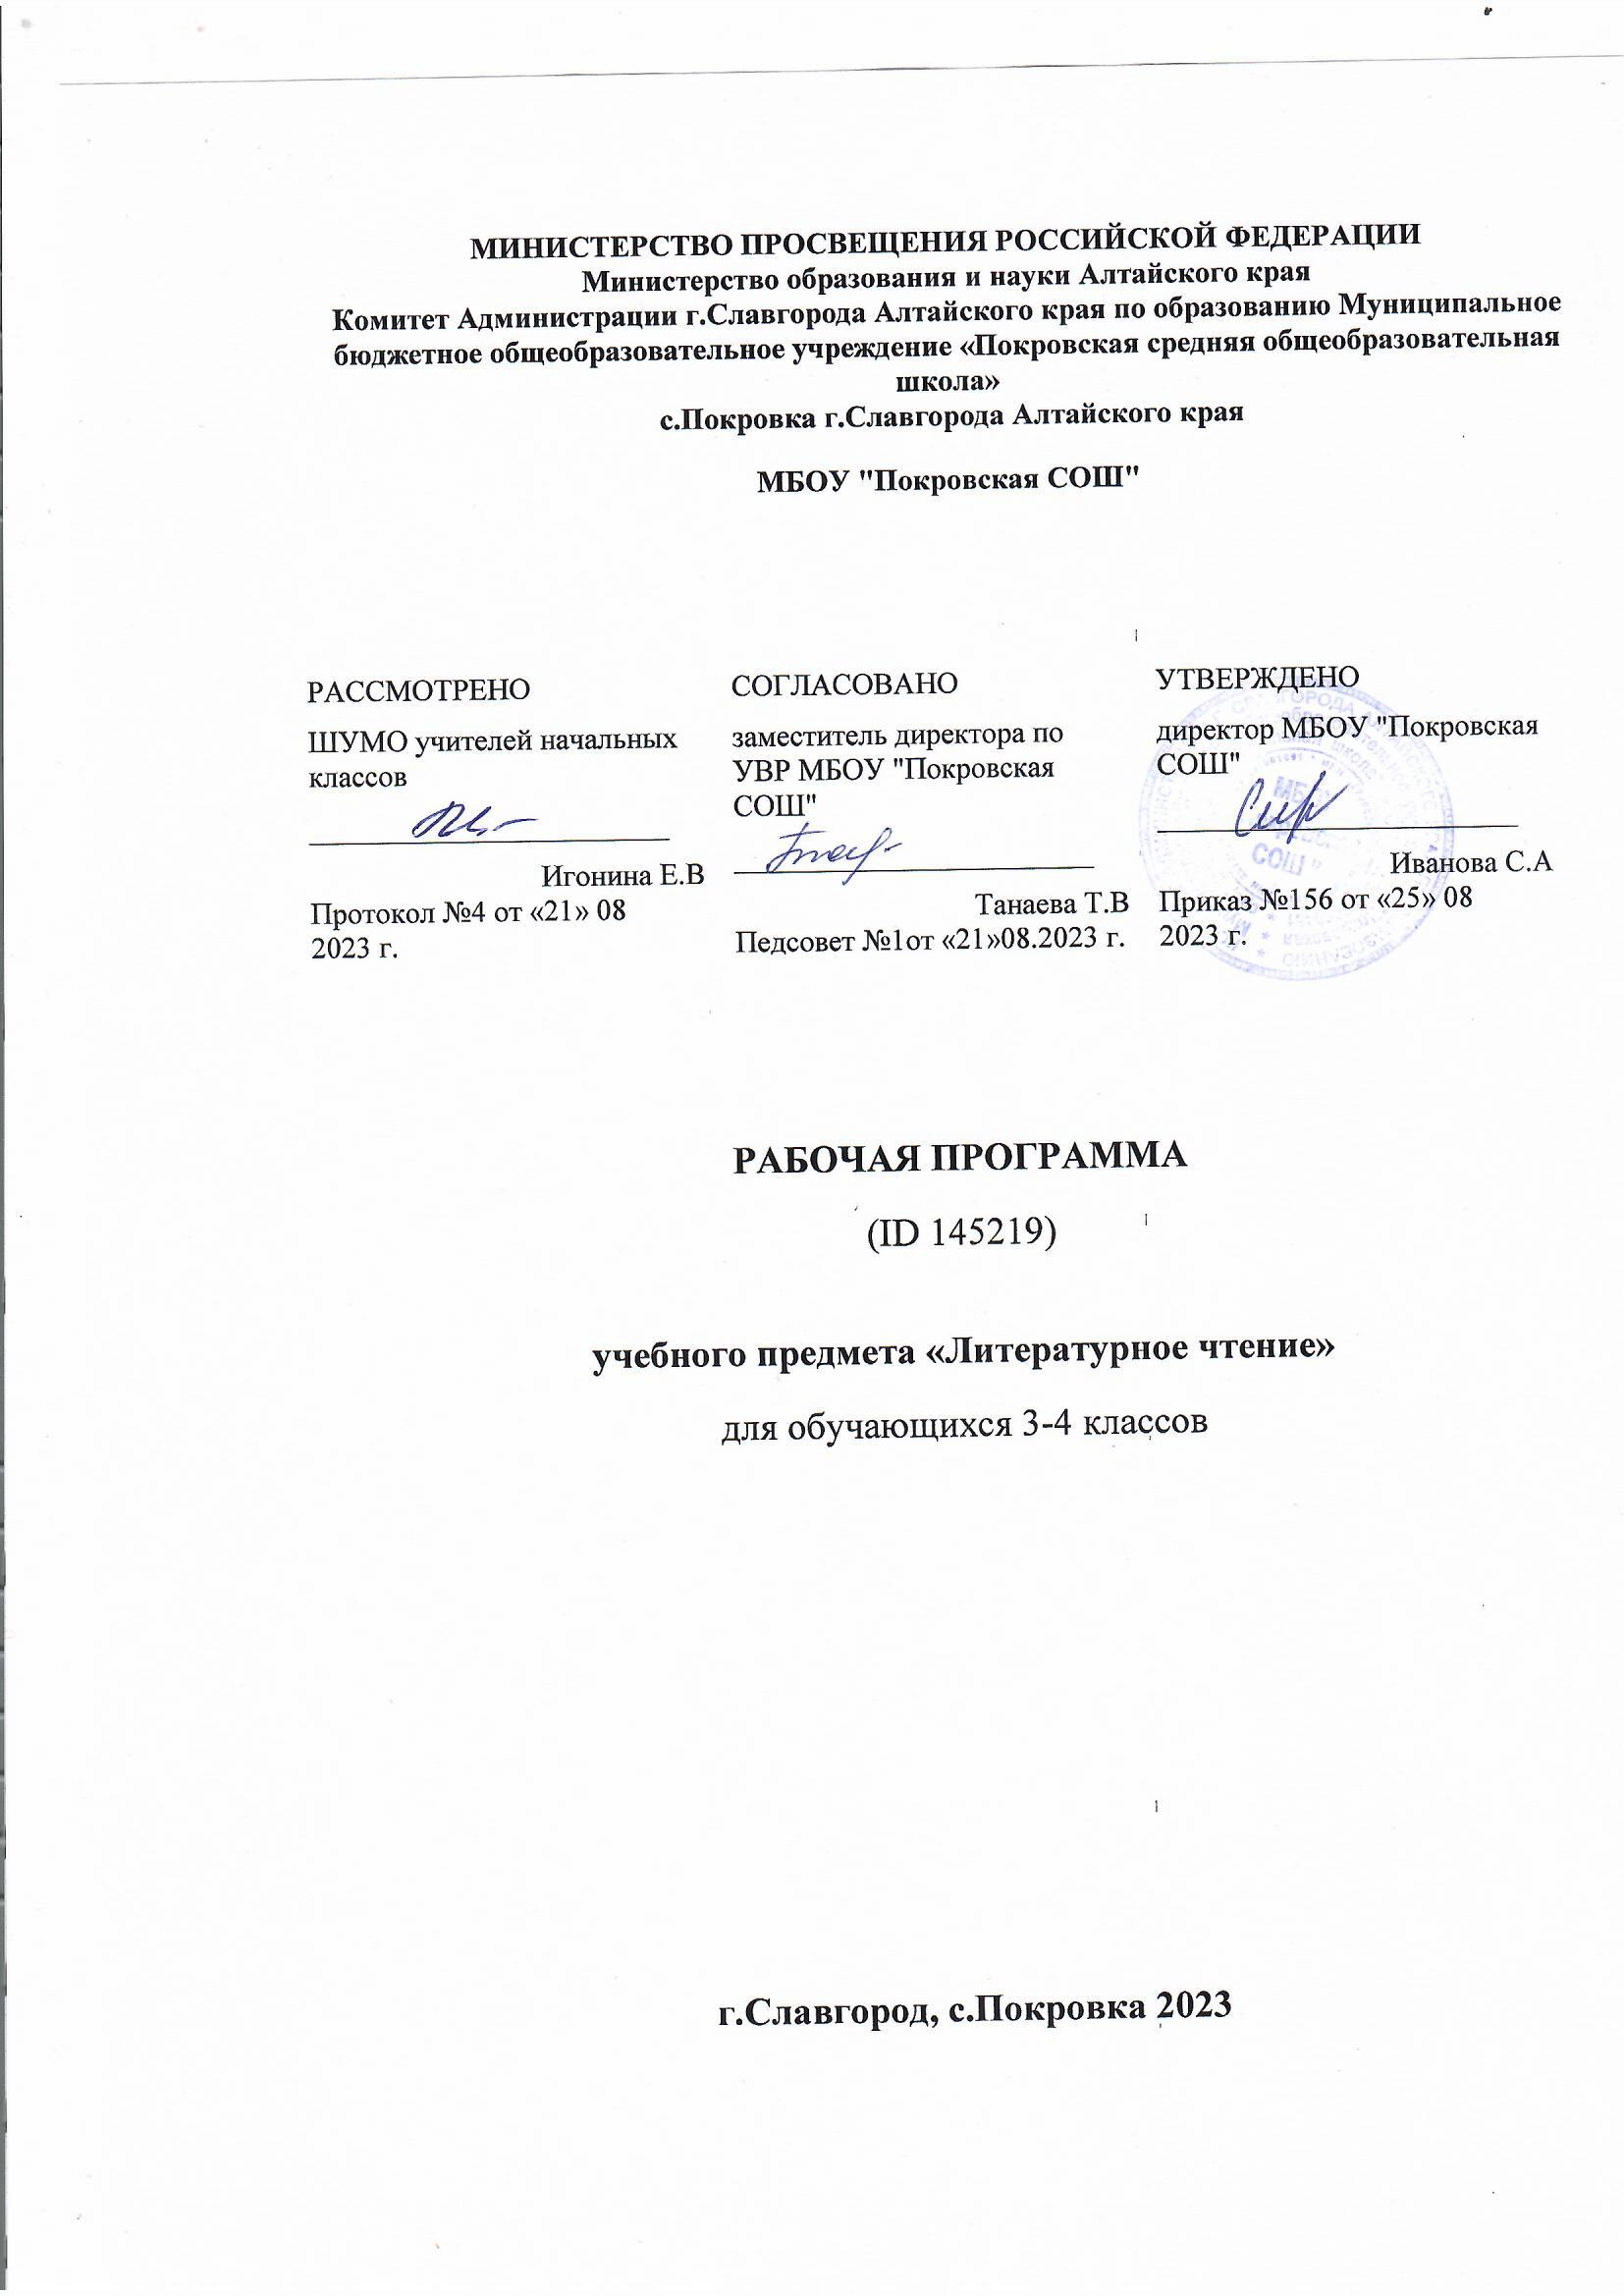 МИНИСТЕРСТВО ПРОСВЕЩЕНИЯ РОССИЙСКОЙ ФЕДЕРАЦИИ
Министерство образования и науки Алтайского края
Комитет Администрации г.Славгорода Алтайского края по образованию Муниципальное
бюджетное общеобразовательное учреждение «Покровская средняя общеобразовательная
школа»
с.Покровка г.Славгорода Алтайского края
МБОУ "Покровская СОШ"
РАССМОТРЕНО
ШУМО учителей начальных
классов
Игонина Е.В
Протокол №4 от «21» 08
2023 г.
СОГЛАСОВАНО
заместитель директора по
УВР МБОУ "Покровская
СОШ"
Танаева Т.В
Педсовет №1от «21»08.2023 г.
УТВЕРЖДЕНО
директор МБОУ "Покровская
СОШ"
Иванова С.А
Приказ №156 от «25» 08
2023 г.
РАБОЧАЯ ПРОГРАММА
(ID 145219)
учебного предмета «Литературное чтение»
для обучающихся 3-4 классов
г.Славгород, с.Покровка 2023